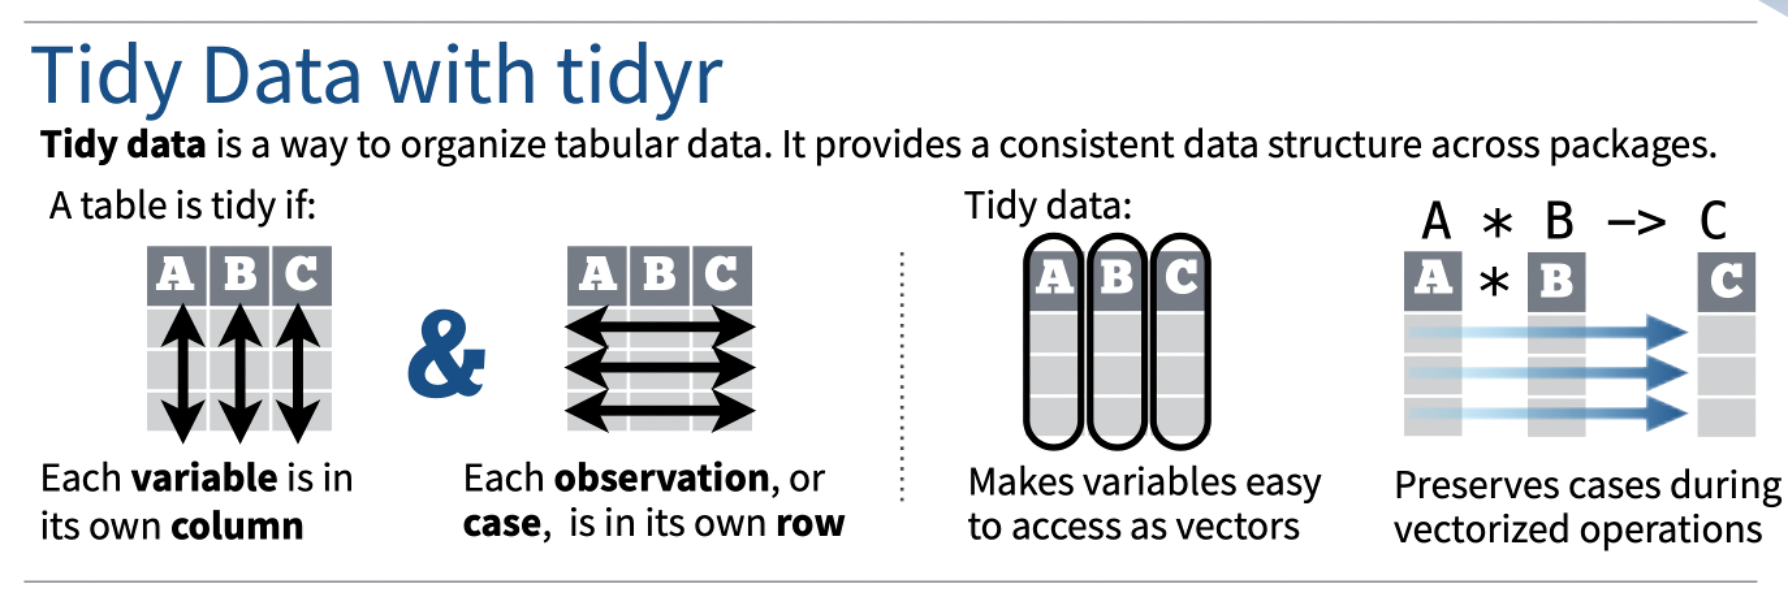 Tidy Data with tidyr
Tidy data is a way to organize tabular data. It provides a consistent data structure across packages.
A table is tidy if:
A B C
&
A B C
Each variable is in
its own column
Each observation, or
case, is in its own row
Tidy data:
A B C
Makes variables easy
to access as vectors
A * B -> C
A * B C
Preserves cases during
vectorized operations